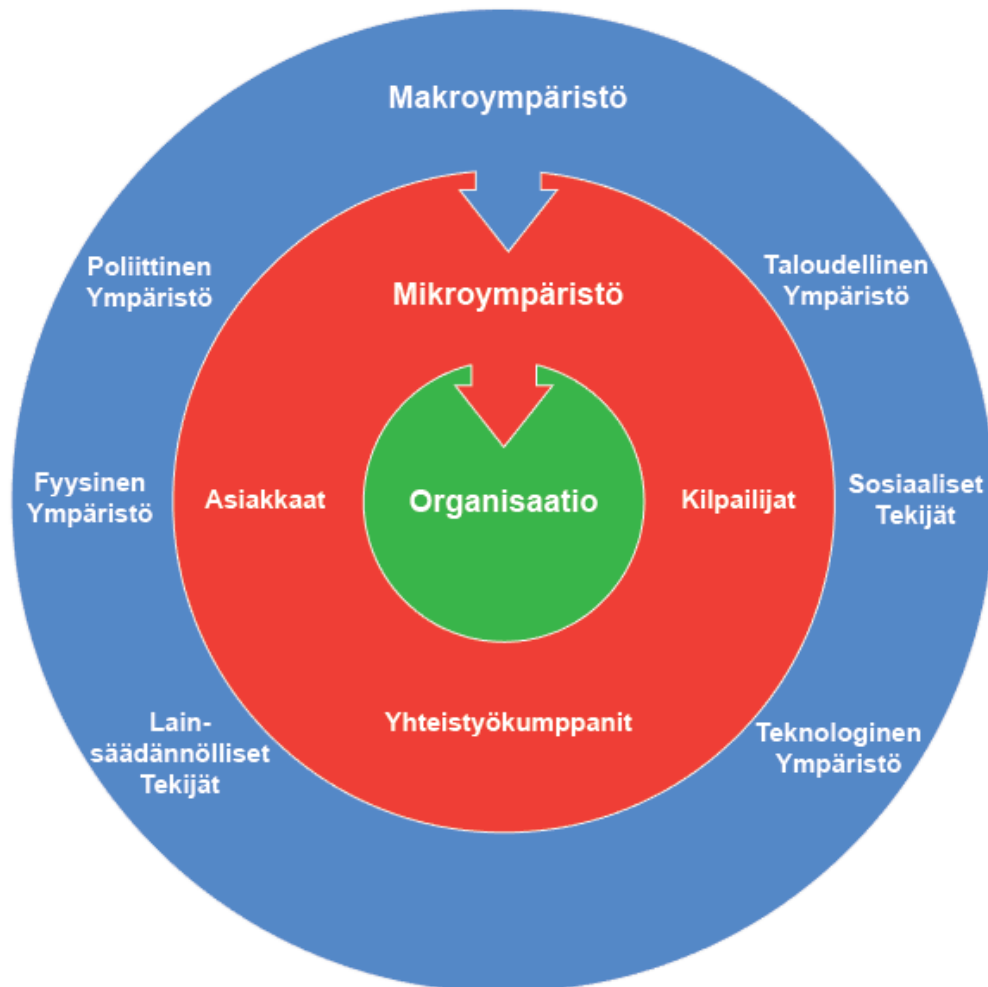 Makroympäristö
Poliittinen
Ympäristö
Taloudellinen
Ympäristö
Mikroympäristö
Fyysinen
Ympäristö
Asiakkaat
Organisaatio
Kilpailijat
Sosiaaliset
Tekijät
Lain-
säädännölliset
Tekijät
Yhteistyökumppanit
Teknologinen
Ympäristö